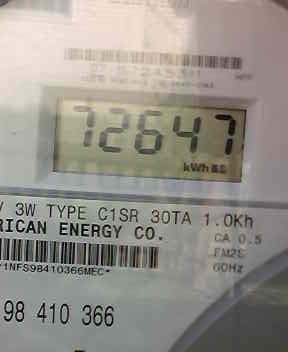 72647
kWh
V 3W TYPE C1SR 30TA 1.0Kh
RICAN ENERGY CO.
CA 0.5
FM2S
60Hz
*1NFS98410366MEC*
98 410 366